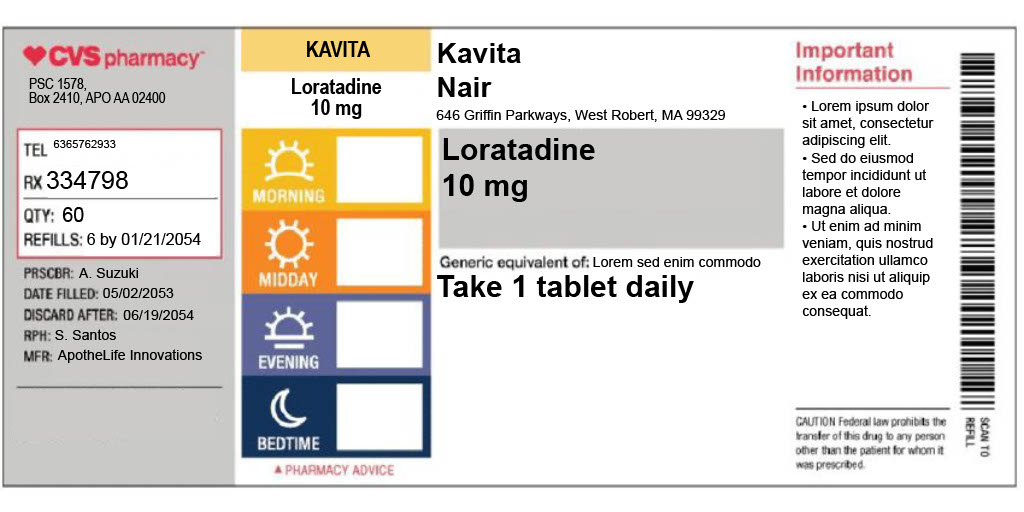 CVS pharmacy
PSC 1578,
Box 2410, APO AA 02400
TEL 6365762933
RX 334798
QTY: 60
REFILLS: 6 by 01/21/2054
PRSCBR: A. Suzuki
DATE FILLED: 05/02/2053
DISCARD AFTER: 06/19/2054
RPH: S. Santos
MFR: ApotheLife Innovations
KAVITA
Loratadine
10 mg
MORNING
MIDDAY
EVENING
BEDTIME
▲ PHARMACY ADVICE
Kavita
Nair
646 Griffin Parkways, West Robert, MA 99329
Loratadine
10 mg
Generic equivalent of: Lorem sed enim commodo
Take 1 tablet daily
Important
Information
• Lorem ipsum dolor
sit amet, consectetur
adipiscing elit.
• Sed do eiusmod
tempor incididunt ut
labore et dolore
magna aliqua.
• Ut enim ad minim
veniam, quis nostrud
exercitation ullamco
laboris nisi ut aliquip
ex ea commodo
consequat.
CAUTION Federal law prohibits the
transfer of this drug to any person
other than the patient for whom it
was prescribed.
SCAN TO
REFILL